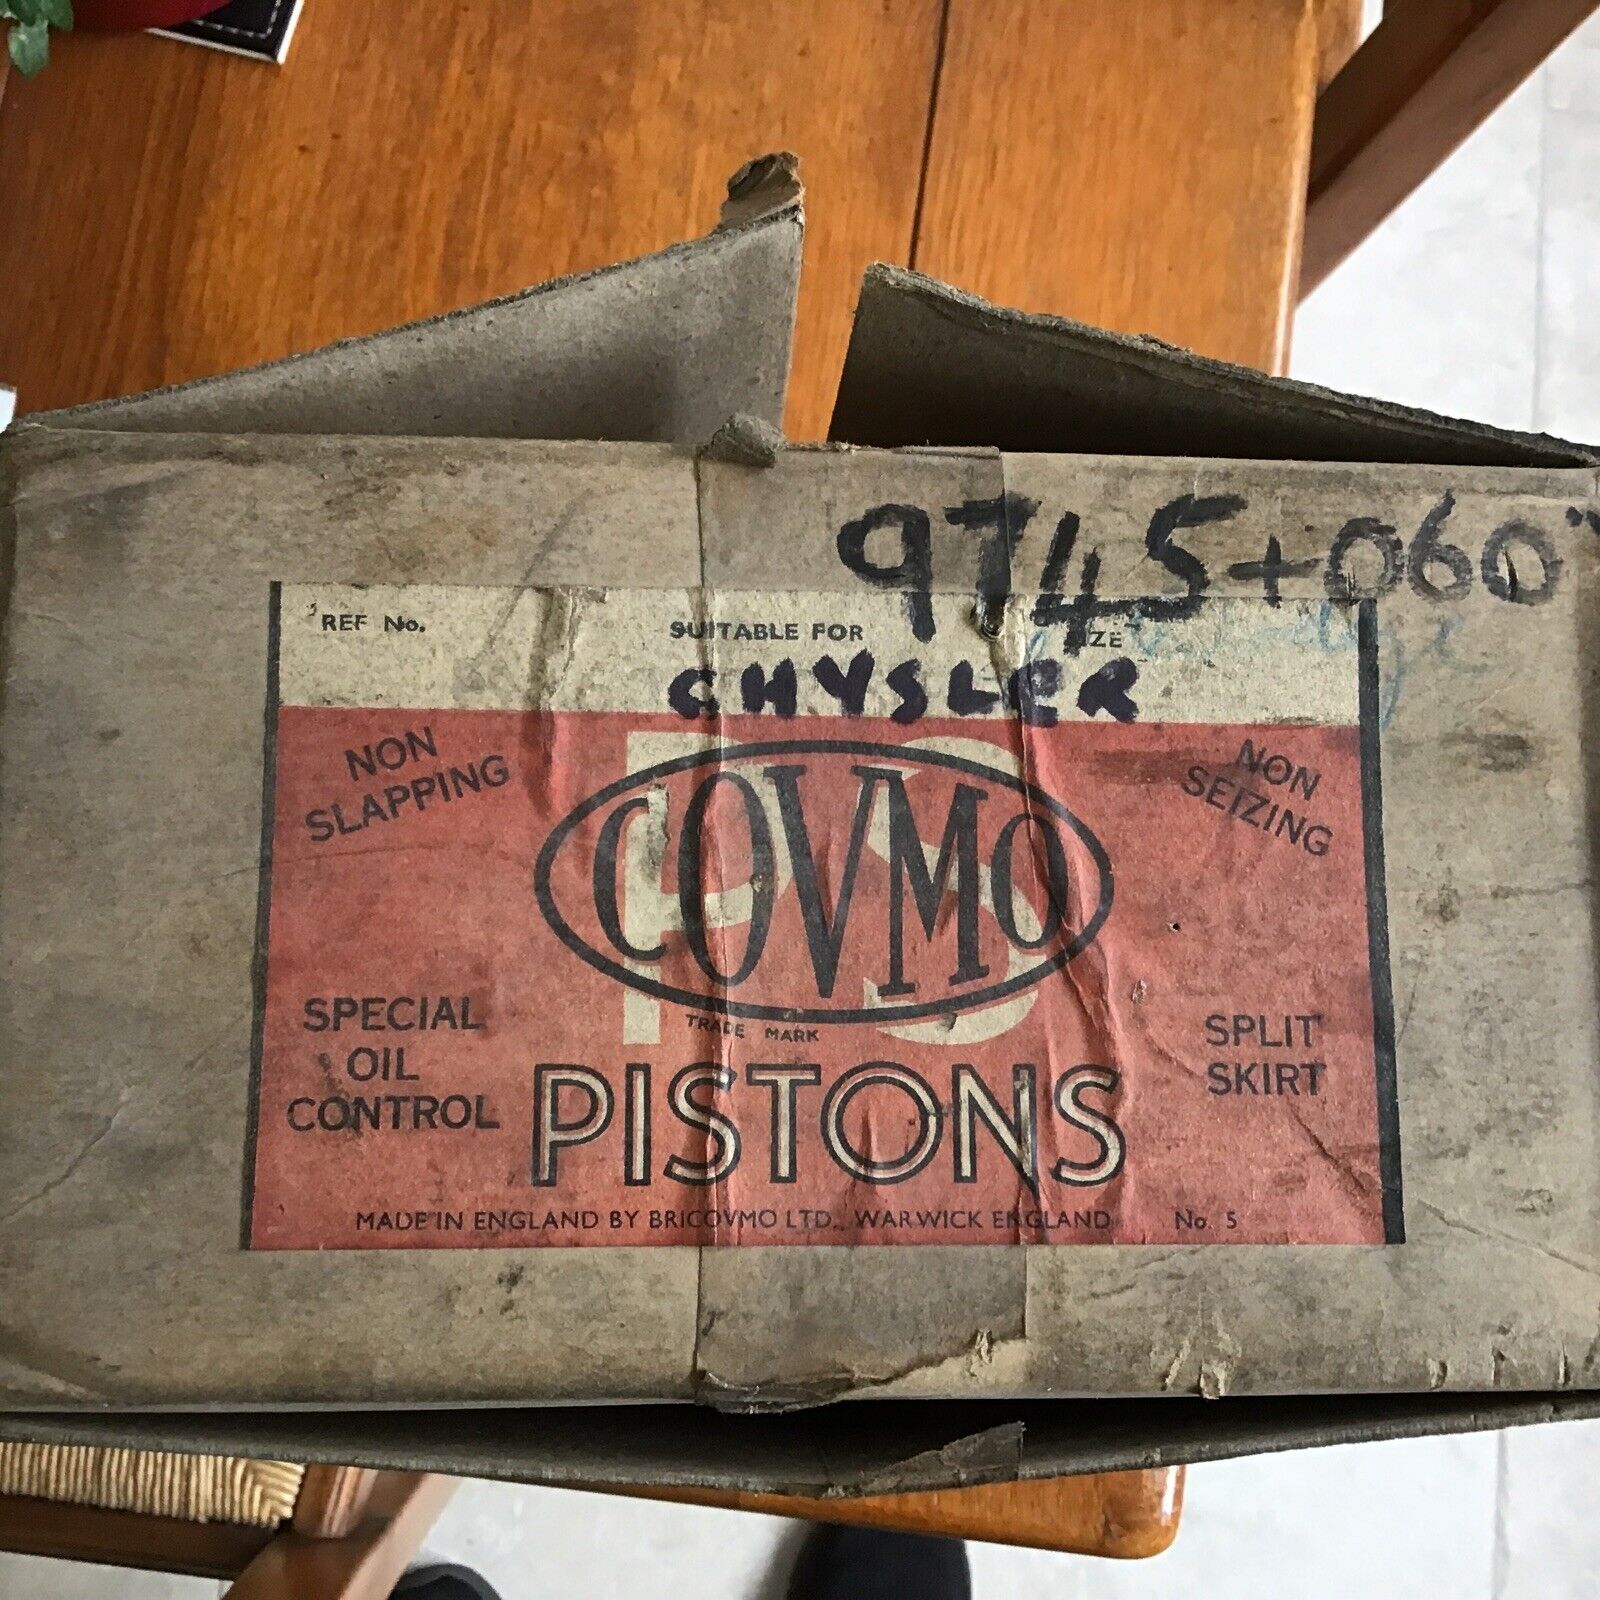 9745+060"
REF No.
SUITABLE FOR
CHYSLER
NON
SLAPPING
NON
SEIZING
PS
COVMO
TRADE MARK
SPECIAL
OIL
CONTROL
SPLIT
SKIRT
PISTONS
MADE IN ENGLAND BY BRICOVMO LTD., WARWICK ENGLAND No. 5